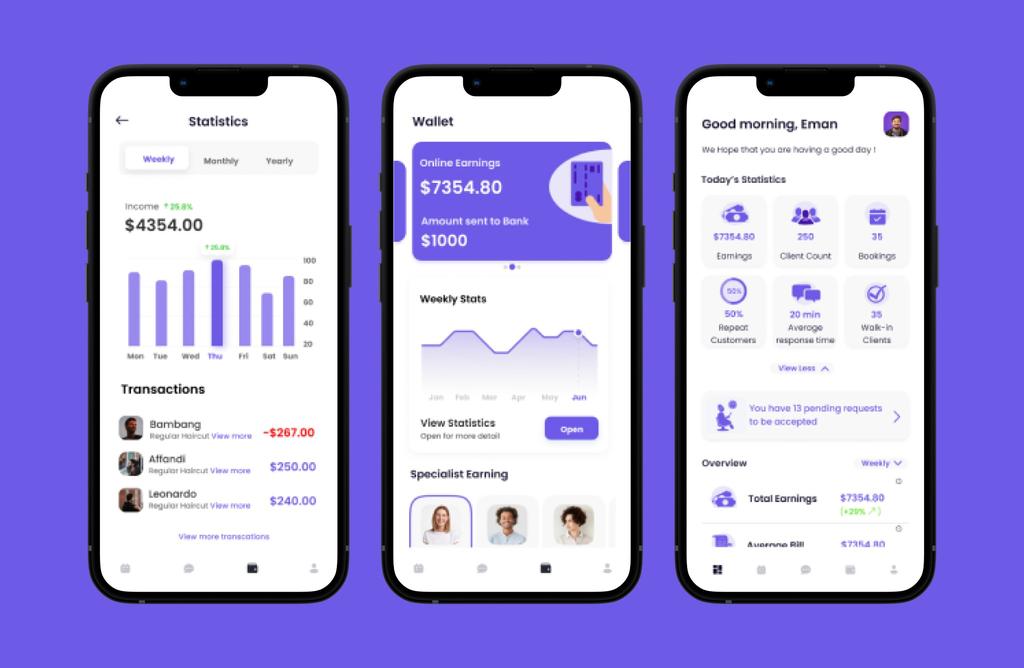 Statistics
Weekly Monthly Yearly
Income ↑25.8%
$4354.00
↑25.8%
100
80
60
40
20
Mon Tue Wed Thu Fri Sat Sun
Transactions
Bambang
Regular Haircut View more
-$267.00
Affandi
Regular Haircut View more
$250.00
Leonardo
Regular Haircut View more
$240.00
View more transcations
Wallet
Online Earnings
$7354.80
Amount sent to Bank
$1000
Weekly Stats
Jan Feb Mar Apr May Jun
View Statistics
Open for more detail
Open
Specialist Earning
Good morning, Eman
We Hope that you are having a good day !
Today's Statistics
$7354.80
Earnings
250
Client Count
35
Bookings
50%
50%
Repeat
Customers
20 min
Average
response time
35
Walk-in
Clients
View Less
You have 13 pending requests
to be accepted
Overview
Weekly
Total Earnings
$7354.80
(+25% ↗)
Average Bill
$7354.80